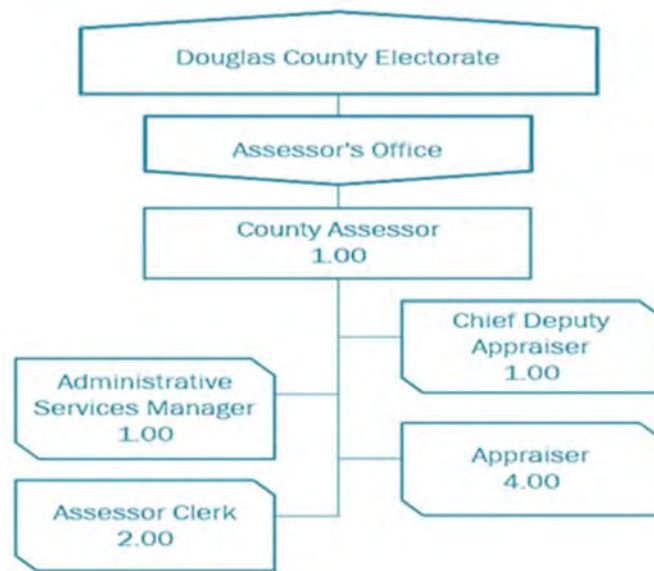 Douglas County Electorate
Assessor's Office
County Assessor
1.00
Chief Deputy
Appraiser
1.00
Administrative
Services Manager
1.00
Appraiser
4.00
Assessor Clerk
2.00